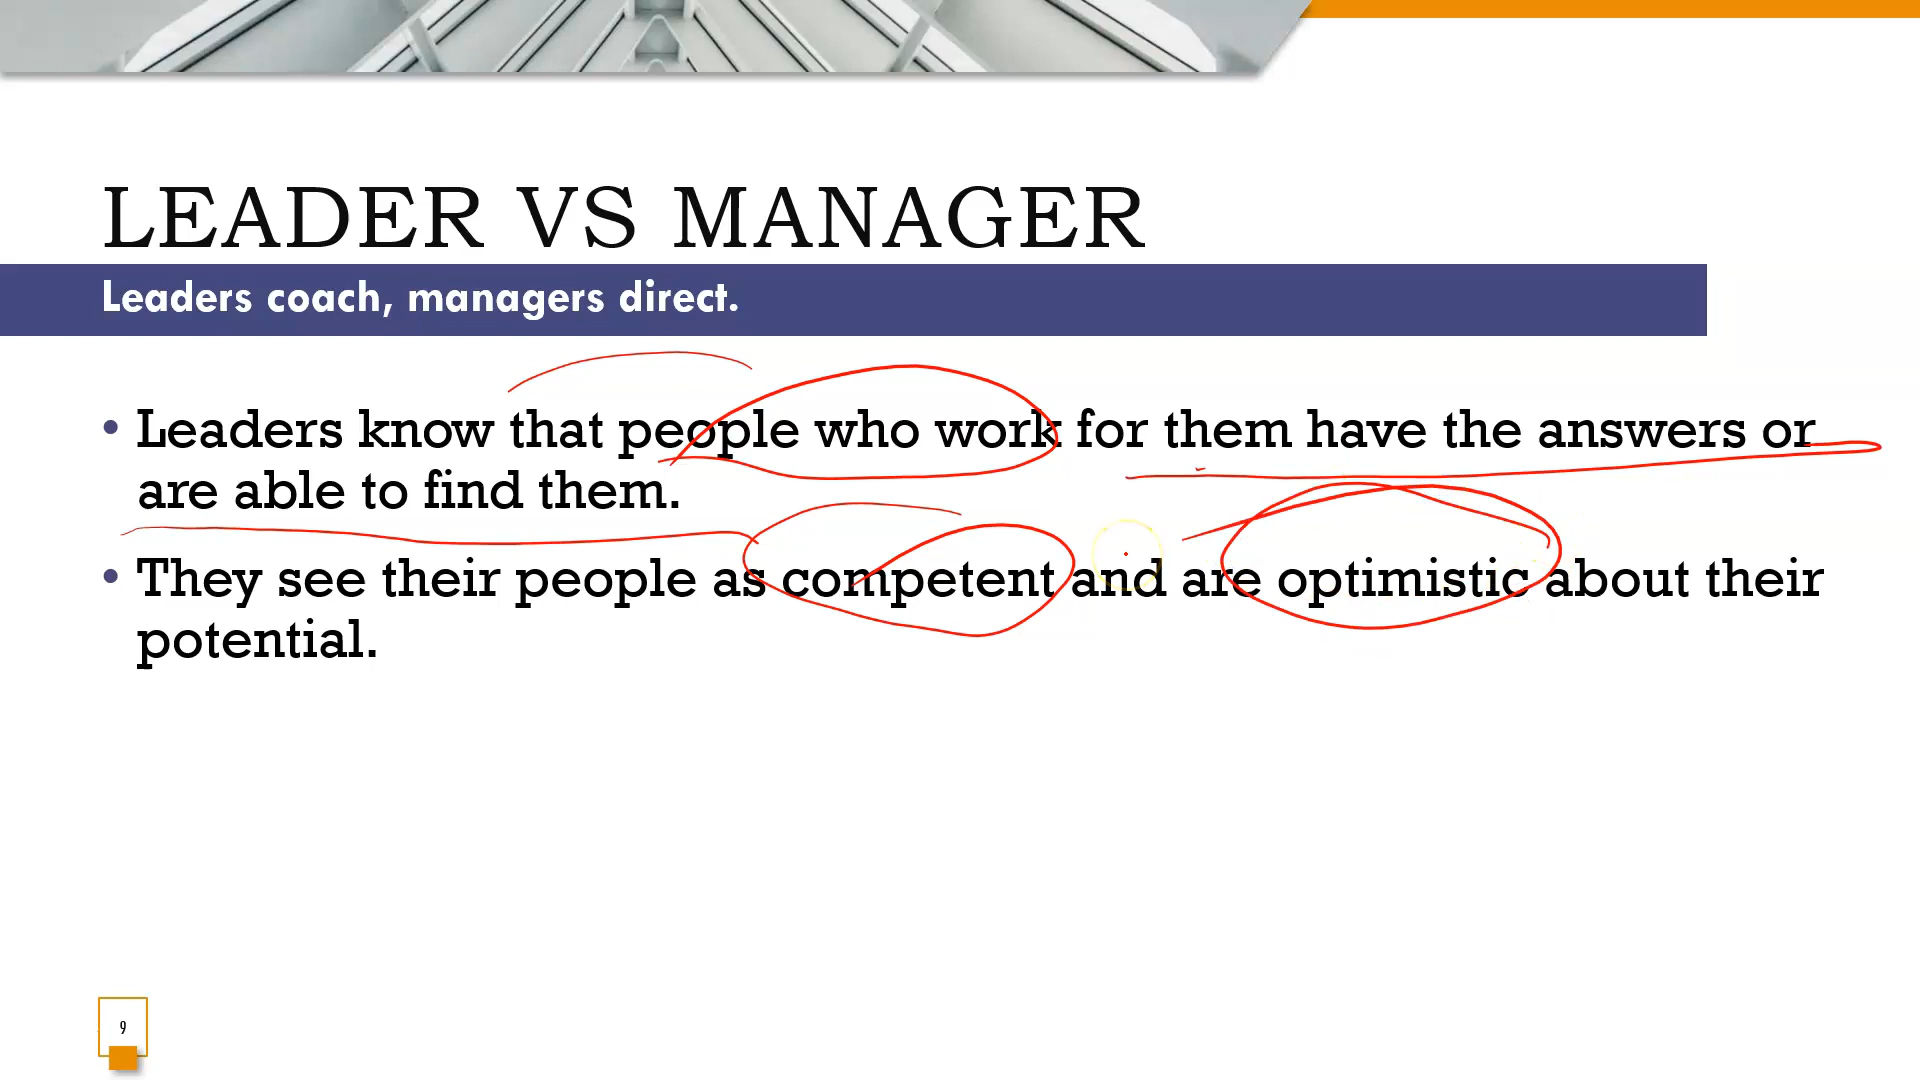 LEADER VS MANAGER
Leaders coach, managers direct.
• Leaders know that people who work for them have the answers or
are able to find them.
• They see their people as competent and are optimistic about their
potential.
9